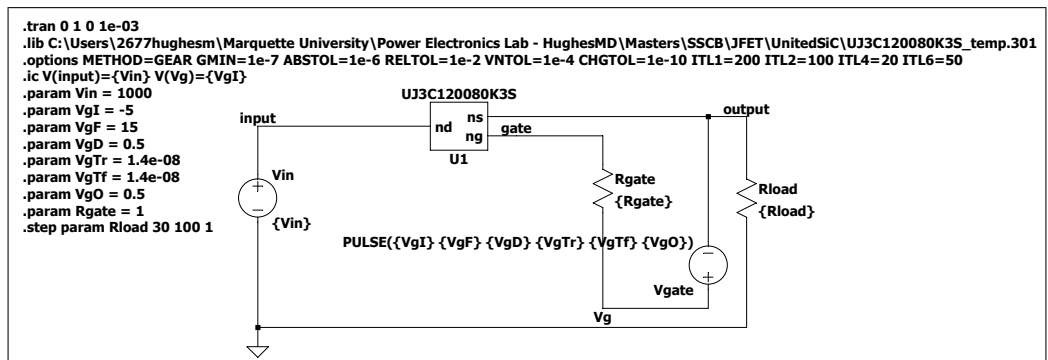 .tran 0 1 0 1e-03
.lib C:\Users\2677hughesm\Marquette University\Power Electronics Lab - HughesMD\Masters\SSCB\JFET\UnitedSiC\UJ3C120080K3S_temp.301
.options METHOD=GEAR GMIN=1e-7 ABSTOL=1e-6 RELTOL=1e-2 VNTOL=1e-4 CHGTOL=1e-10 ITL1=200 ITL2=100 ITL4=20 ITL6=50
.ic V(input)={Vin} V(Vg)={VgI}
.param Vin = 1000
.param VgI = -5
.param VgF = 15
.param VgD = 0.5
.param VgTr = 1.4e-08
.param VgTf = 1.4e-08
.param VgO = 0.5
.param Rgate = 1
.step param Rload 30 100 1
input
Vin
{Vin}
UJ3C120080K3S
nd
ns
ng
U1
gate
output
Rgate
{Rgate}
Rload
{Rload}
PULSE({VgI} {VgF} {VgD} {VgTr} {VgTf} {VgO})
Vgate
Vg